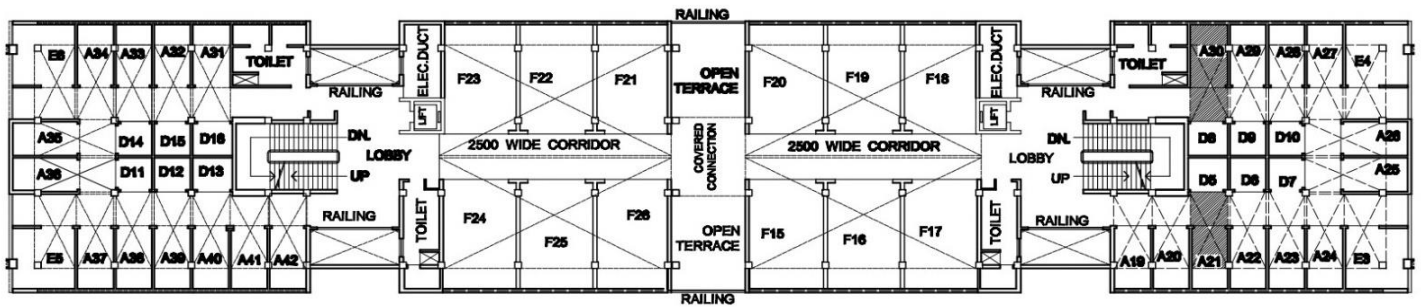 RAILING
E6 A34 A33 A32 A31
TOILET
RAILING
ELEC.DUCT
LIFT
F23 F22 F21
OPEN
TERRACE
F20 F19 F18
ELEC.DUCT
LIFT
RAILING
TOILET
A30 A29 A28 A27 E4
A35
D14 D15 D16
DN.
LOBBY
UP
2500 WIDE CORRIDOR
COVERED
CONNECTION
2500 WIDE CORRIDOR
DN.
LOBBY
UP
D8 D9 D10
A26
A36
D11 D12 D13
D5 D6 D7
A25
RAILING
TOILET
F24 F25 F26
OPEN
TERRACE
F15 F16 F17
TOILET
RAILING
E5 A37 A38 A39 A40 A41 A42
A19 A20 A21 A22 A23 A24 E3
RAILING